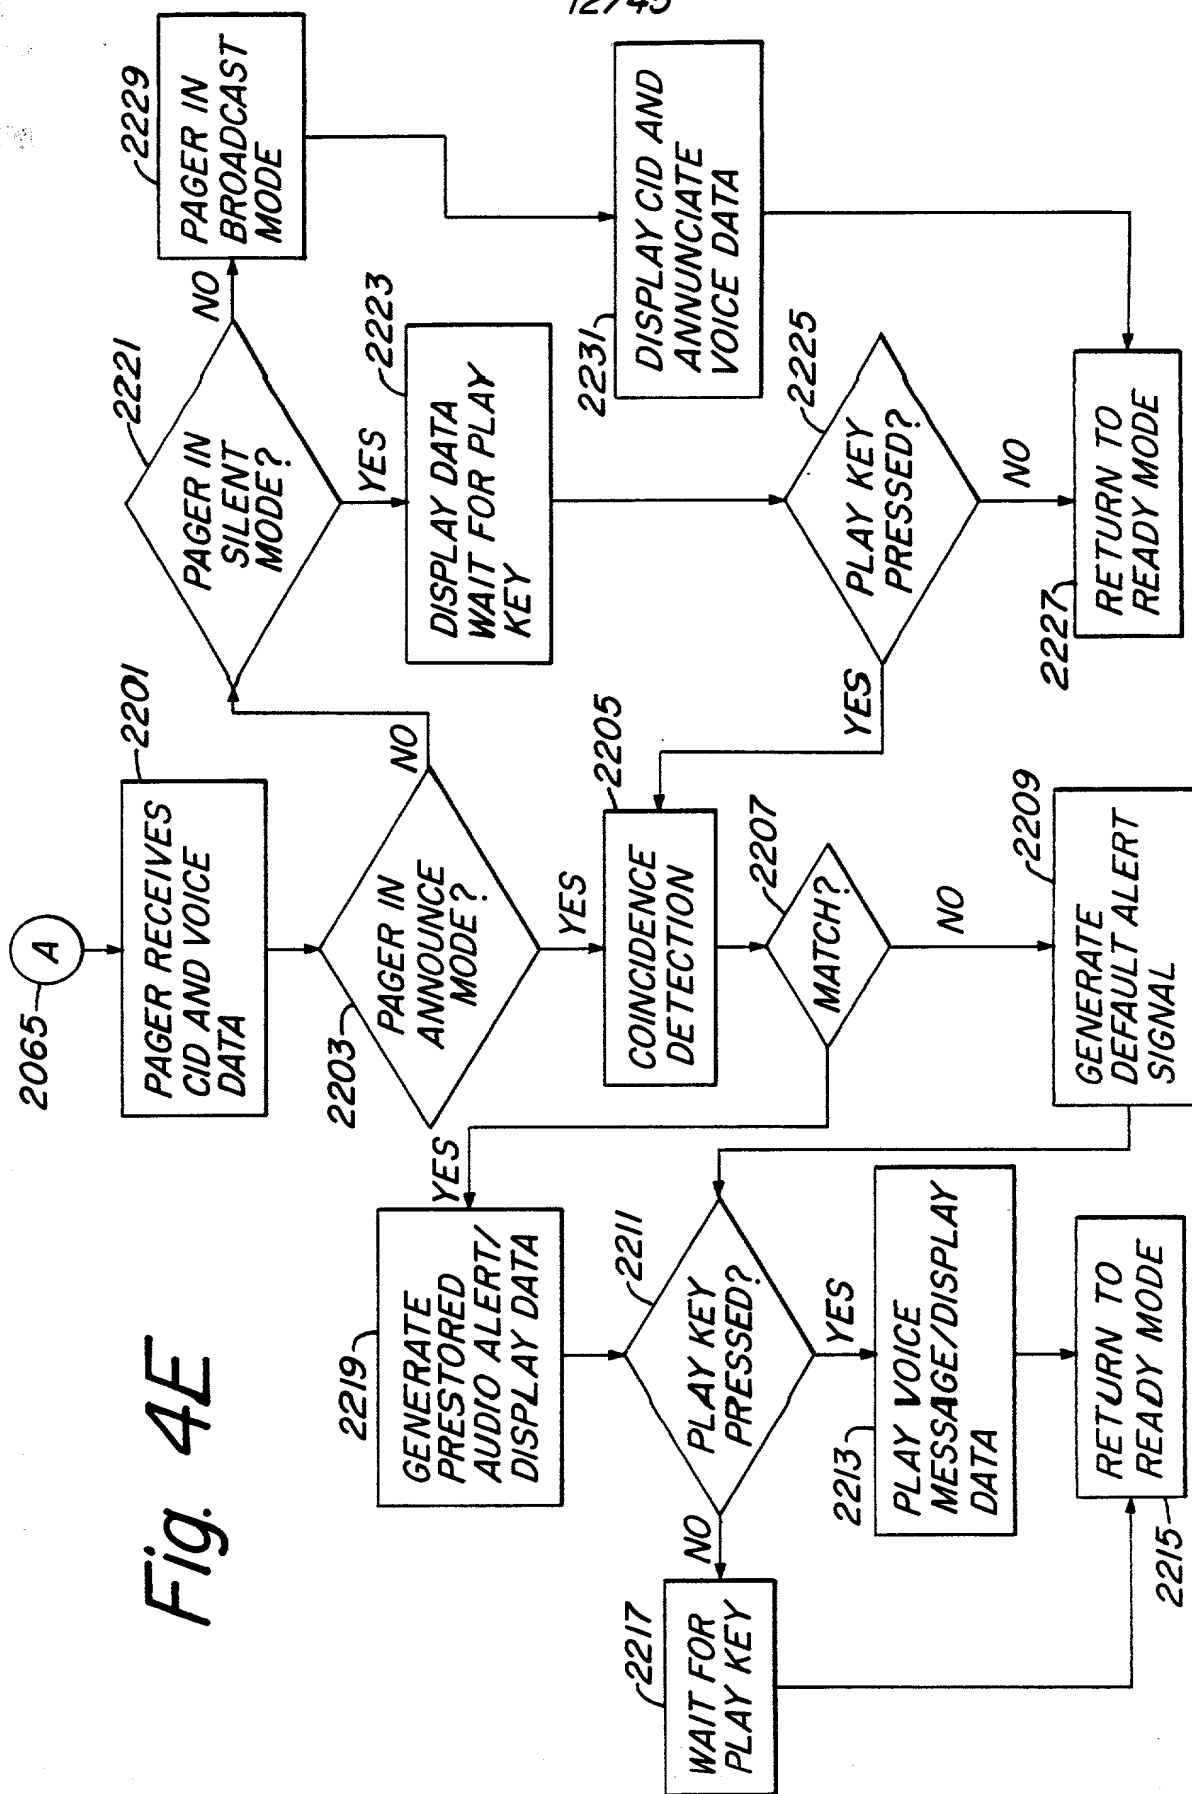 12/45
Fig. 4E
2065
A
2201
PAGER RECEIVES
CID AND VOICE
DATA
2203
PAGER IN
ANNOUNCE
MODE?
NO
YES
2221
PAGER IN
SILENT
MODE?
NO
YES
2229
PAGER IN
BROADCAST
MODE
2223
DISPLAY DATA
WAIT FOR PLAY
KEY
2231
DISPLAY CID AND
ANNUNCIATE
VOICE DATA
2225
PLAY KEY
PRESSED?
YES
NO
2227
RETURN TO
READY MODE
2205
COINCIDENCE
DETECTION
2207
MATCH?
YES
NO
2209
GENERATE
DEFAULT ALERT
SIGNAL
2219
GENERATE
PRESTORED
AUDIO ALERT/
DISPLAY DATA
2211
PLAY KEY
PRESSED?
NO
YES
2213
PLAY VOICE
MESSAGE/DISPLAY
DATA
2217
WAIT FOR
PLAY KEY
2215
RETURN TO
READY MODE